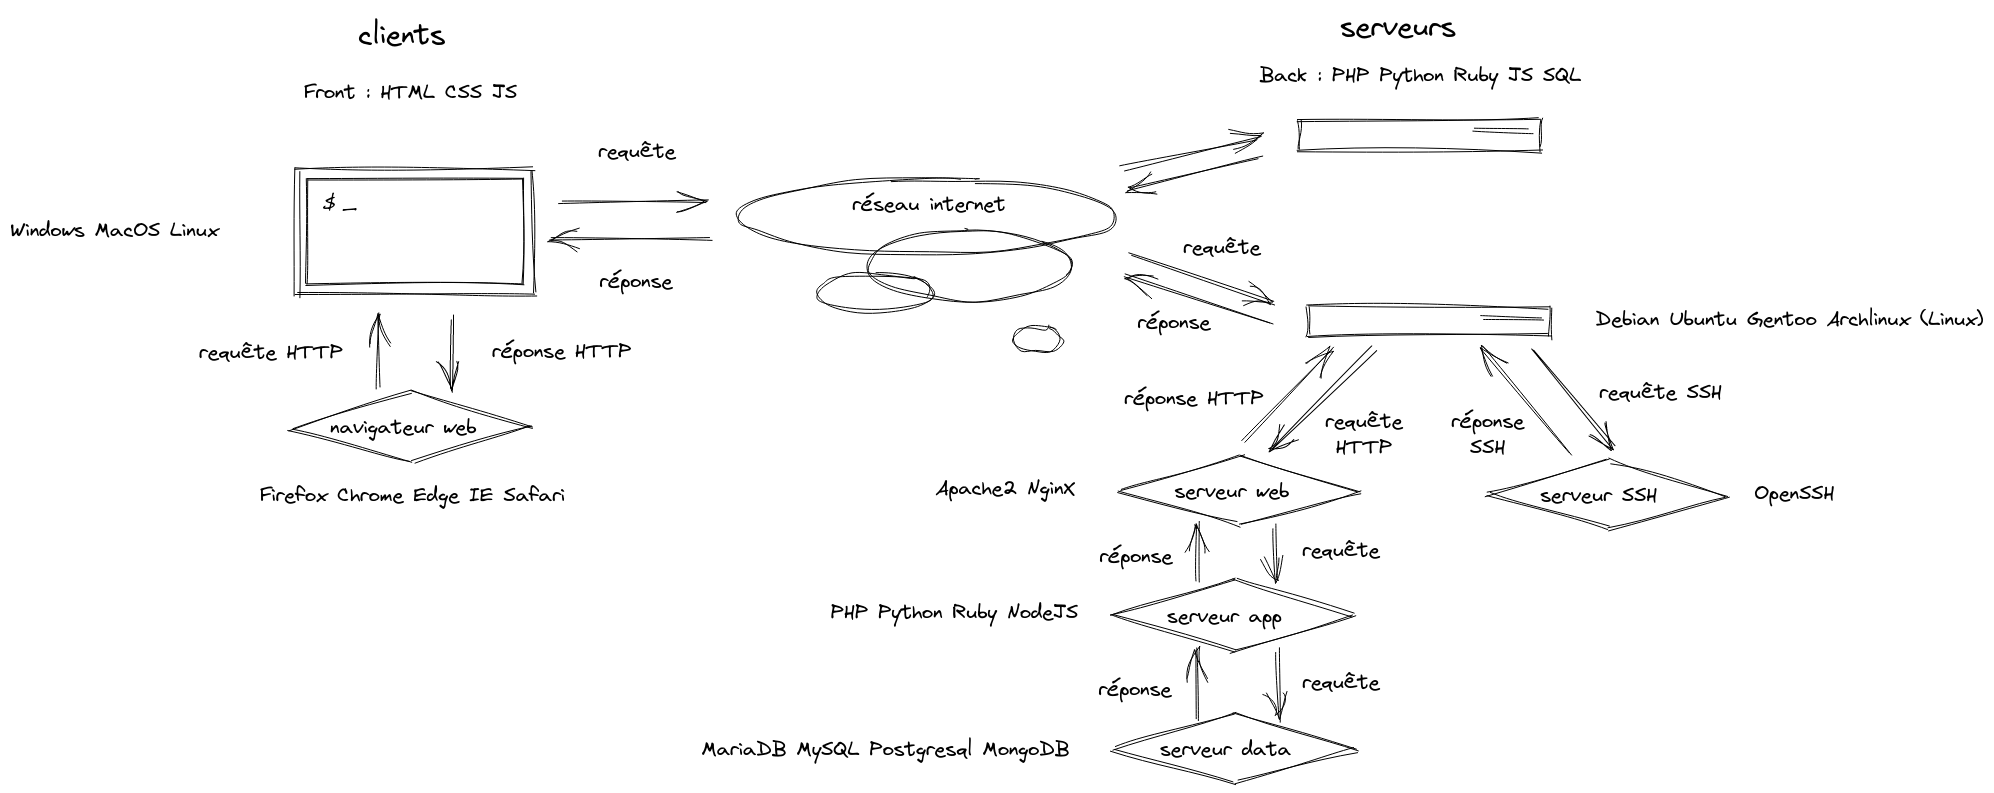 clients
serveurs
Front : HTML CSS JS
Back : PHP Python Ruby JS SQL
requête
$ _
réseau internet
Windows MacOS Linux
requête
réponse
réponse
Debian Ubuntu Gentoo Archlinux (Linux)
requête HTTP
réponse HTTP
réponse HTTP
requête
HTTP
réponse
SSH
requête SSH
navigateur web
Firefox Chrome Edge IE Safari
Apache2 NginX
serveur web
serveur SSH
OpenSSH
réponse
requête
PHP Python Ruby NodeJS
serveur app
réponse
requête
MariaDB MySQL Postgresql MongoDB
serveur data